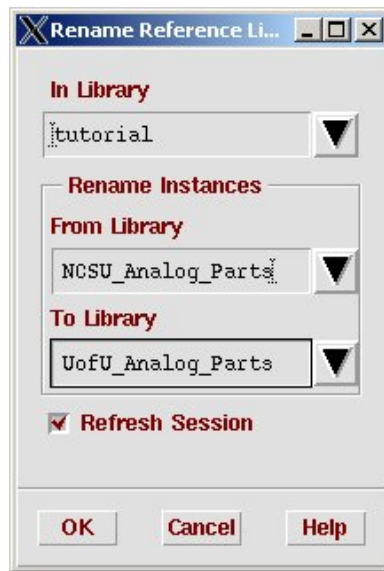 Rename Reference Li...
In Library
tutorial
Rename Instances
From Library
NCSU_Analog_Parts
To Library
UofU_Analog_Parts
Refresh Session
OK Cancel Help